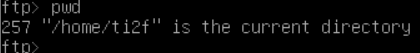 ftp> pwd
257 "/home/ti2f" is the current directory
ftp>